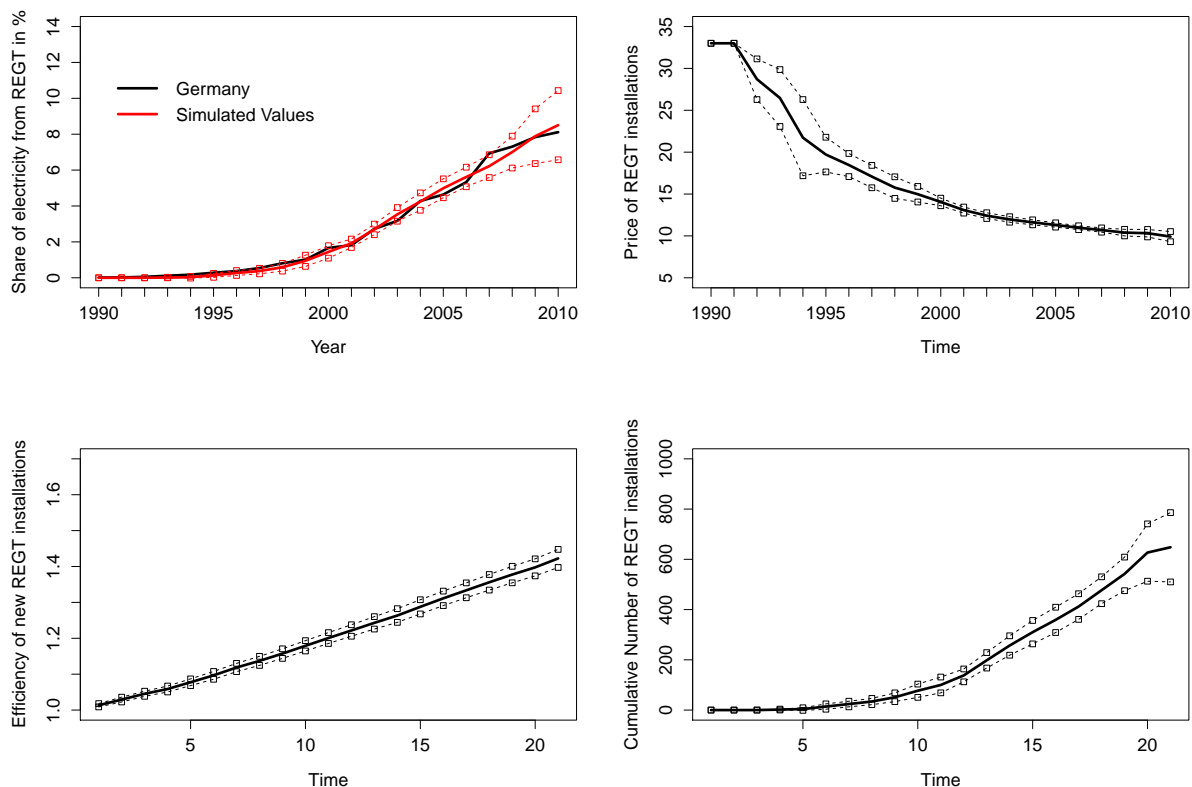 Share of electricity from REGT in %
0 2 4 6 8 10 12 14
Germany
Simulated Values
1990 1995 2000 2005 2010
Year
Price of REGT installations
5 10 15 20 25 30 35
1990 1995 2000 2005 2010
Time
Efficiency of new REGT installations
1.0 1.2 1.4 1.6
5 10 15 20
Time
Cumulative Number of REGT installations
0 200 400 600 800 1000
5 10 15 20
Time